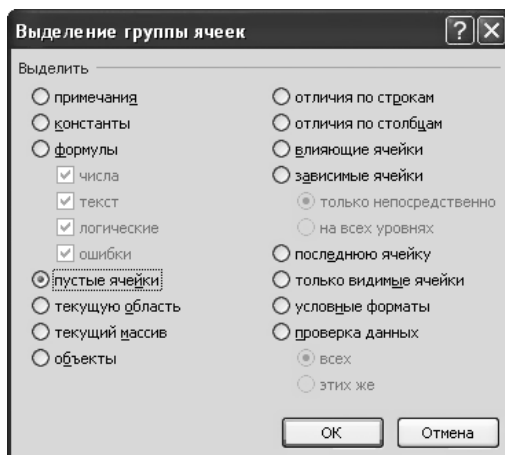 Выделение группы ячеек
Выделить
примечания
константы
формулы
числа
текст
логические
ошибки
пустые ячейки
текущую область
текущий массив
объекты
отличия по строкам
отличия по столбцам
влияющие ячейки
зависимые ячейки
только непосредственно
на всех уровнях
последнюю ячейку
только видимые ячейки
условные форматы
проверка данных
всех
этих же
ОК
Отмена